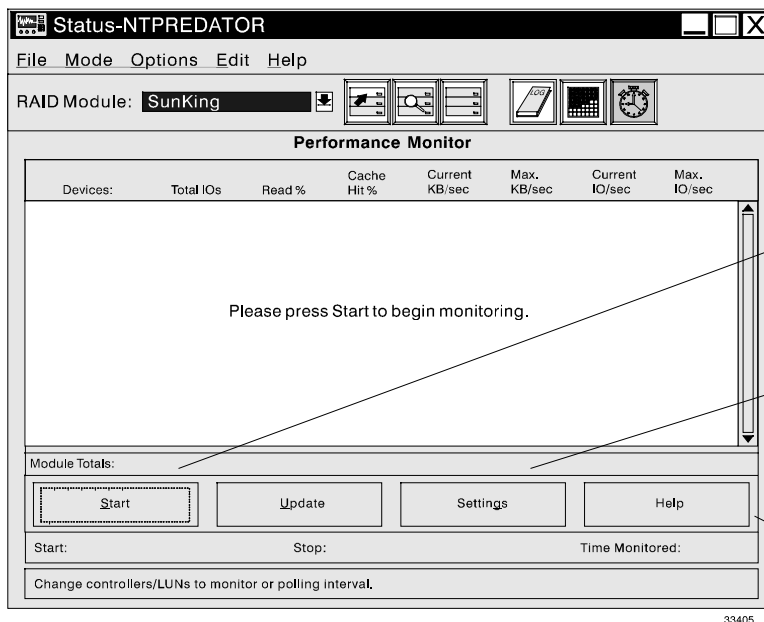 Status-NTPREDATOR
File Mode Options Edit Help
RAID Module: SunKing
LOG
Performance Monitor
Devices: Total IOs Read % Cache Hit % Current KB/sec Max. KB/sec Current IO/sec Max. IO/sec
Please press Start to begin monitoring.
Module Totals:
Start Update Settings Help
Start: Stop: Time Monitored:
Change controllers/LUNs to monitor or polling interval.
33405